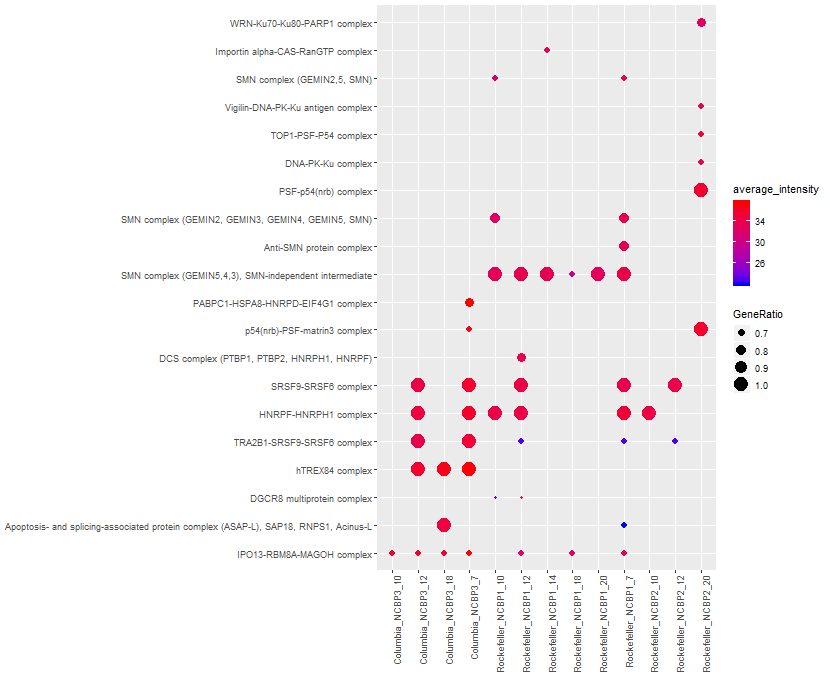 WRN-Ku70-Ku80-PARP1 complex
Importin alpha-CAS-RanGTP complex
SMN complex (GEMIN2,5, SMN)
Vigilin-DNA-PK-Ku antigen complex
TOP1-PSF-P54 complex
DNA-PK-Ku complex
PSF-p54(nrb) complex
SMN complex (GEMIN2, GEMIN3, GEMIN4, GEMIN5, SMN)
Anti-SMN protein complex
SMN complex (GEMIN5,4,3), SMN-independent intermediate
PABPC1-HSPA8-HNRPD-EIF4G1 complex
p54(nrb)-PSF-matrin3 complex
DCS complex (PTBP1, PTBP2, HNRPH1, HNRPF)
SRSF9-SRSF6 complex
HNRPF-HNRPH1 complex
TRA2B1-SRSF9-SRSF6 complex
hTREX84 complex
DGCR8 multiprotein complex
Apoptosis- and splicing-associated protein complex (ASAP-L), SAP18, RNPS1, Acinus-L
IPO13-RBM8A-MAGOH complex
Columbia_NCBP3_10
Columbia_NCBP3_12
Columbia_NCBP3_18
Columbia_NCBP3_7
Rockefeller_NCBP1_10
Rockefeller_NCBP1_12
Rockefeller_NCBP1_14
Rockefeller_NCBP1_18
Rockefeller_NCBP1_20
Rockefeller_NCBP1_7
Rockefeller_NCBP2_10
Rockefeller_NCBP2_12
Rockefeller_NCBP2_20
average_intensity
34
30
26
GeneRatio
0.7
0.8
0.9
1.0